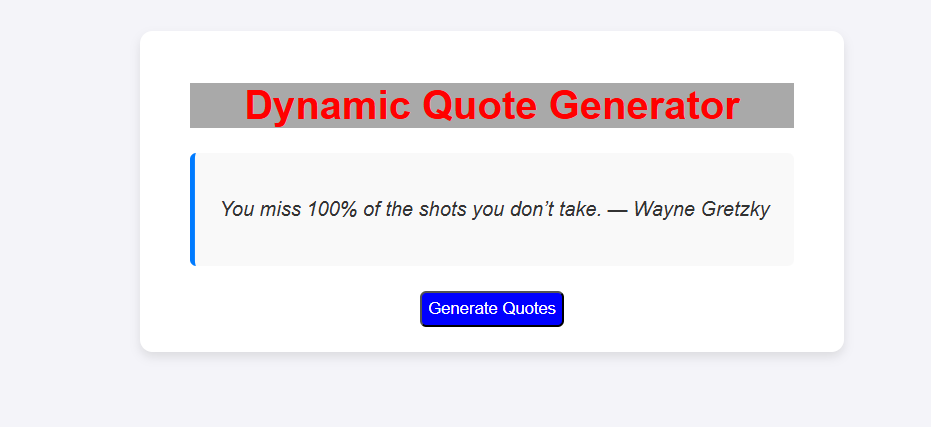 Dynamic Quote Generator
You miss 100% of the shots you don’t take. — Wayne Gretzky
Generate Quotes